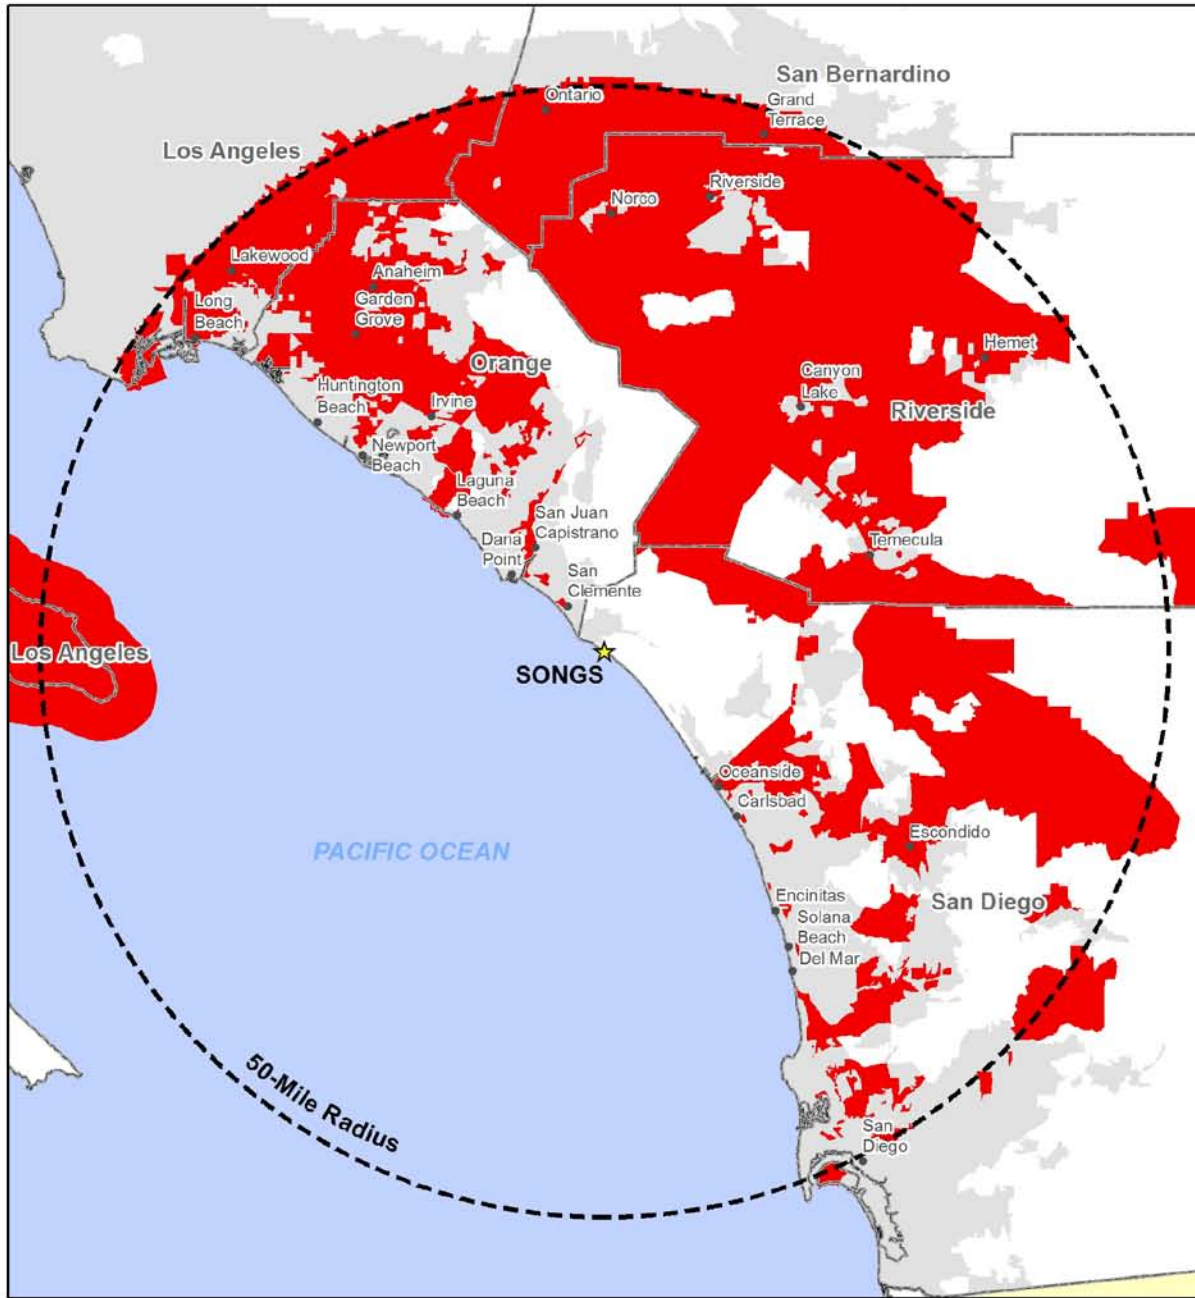 San Bernardino
Ontario
Grand
Terrace
Los Angeles
Riverside
Norco
Lakewood
Anaheim
Long
Beach
Garden
Grove
Hemet
Orange
Canyon
Lake
Huntington
Beach
Irvine
Riverside
Newport
Beach
Laguna
Beach
San Juan
Capistrano
Dana
Point
Temecula
San
Clemente
Los Angeles
SONGS
Oceanside
Carlsbad
Escondido
PACIFIC OCEAN
Encinitas
San Diego
Solana
Beach
Del Mar
50-Mile Radius
San
Diego